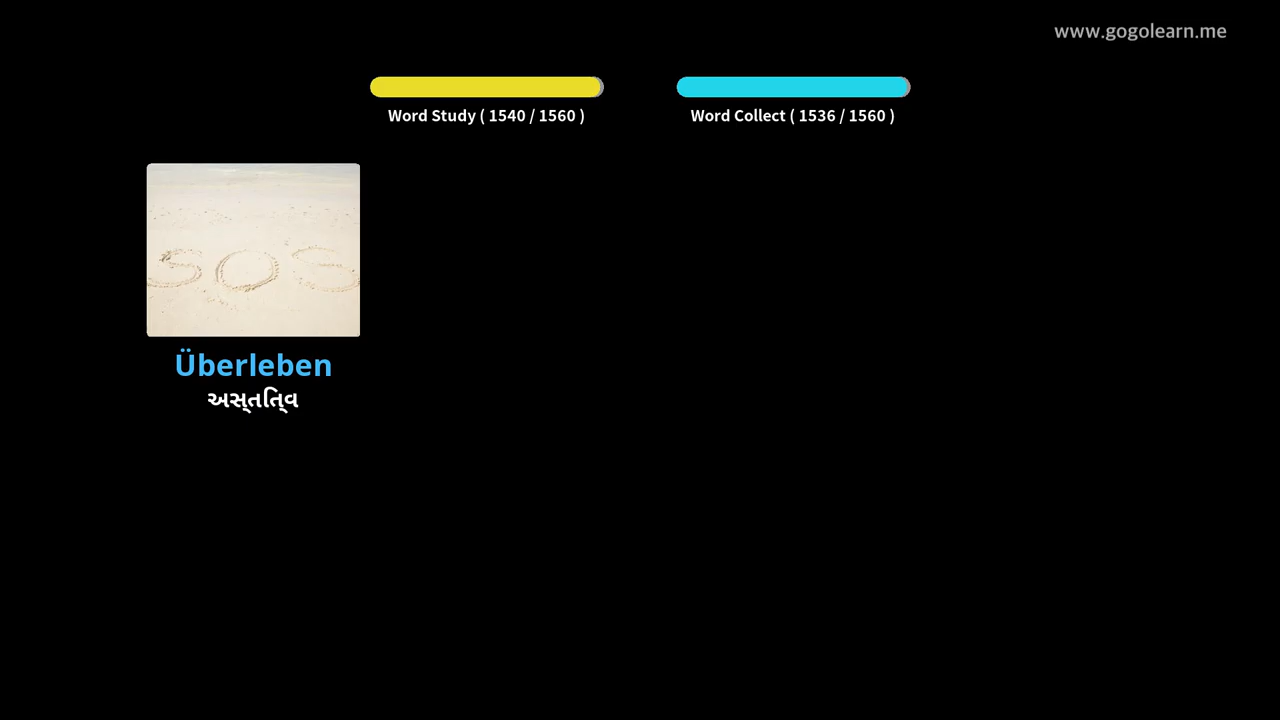 www.gogolearn.me
Word Study ( 1540 / 1560 )
Word Collect ( 1536 / 1560 )
SOS
Überleben
અસ્તિત્વ